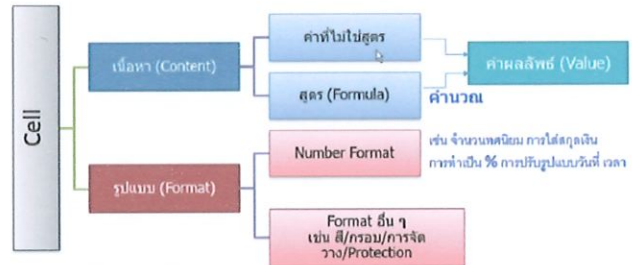 Cell
เนื้อหา (Content)
ค่าที่ไม่ใช่สูตร
สูตร (Formula)
คำนวณ
ค่าผลลัพธ์ (Value)
รูปแบบ (Format)
Number Format
เช่น จำนวนทศนิยม การใส่สกุลเงิน
การทำเป็น % การปรับรูปแบบวันที่ เวลา
Format อื่น ๆ
เช่น สี/กรอบ/การจัด
วาง/Protection